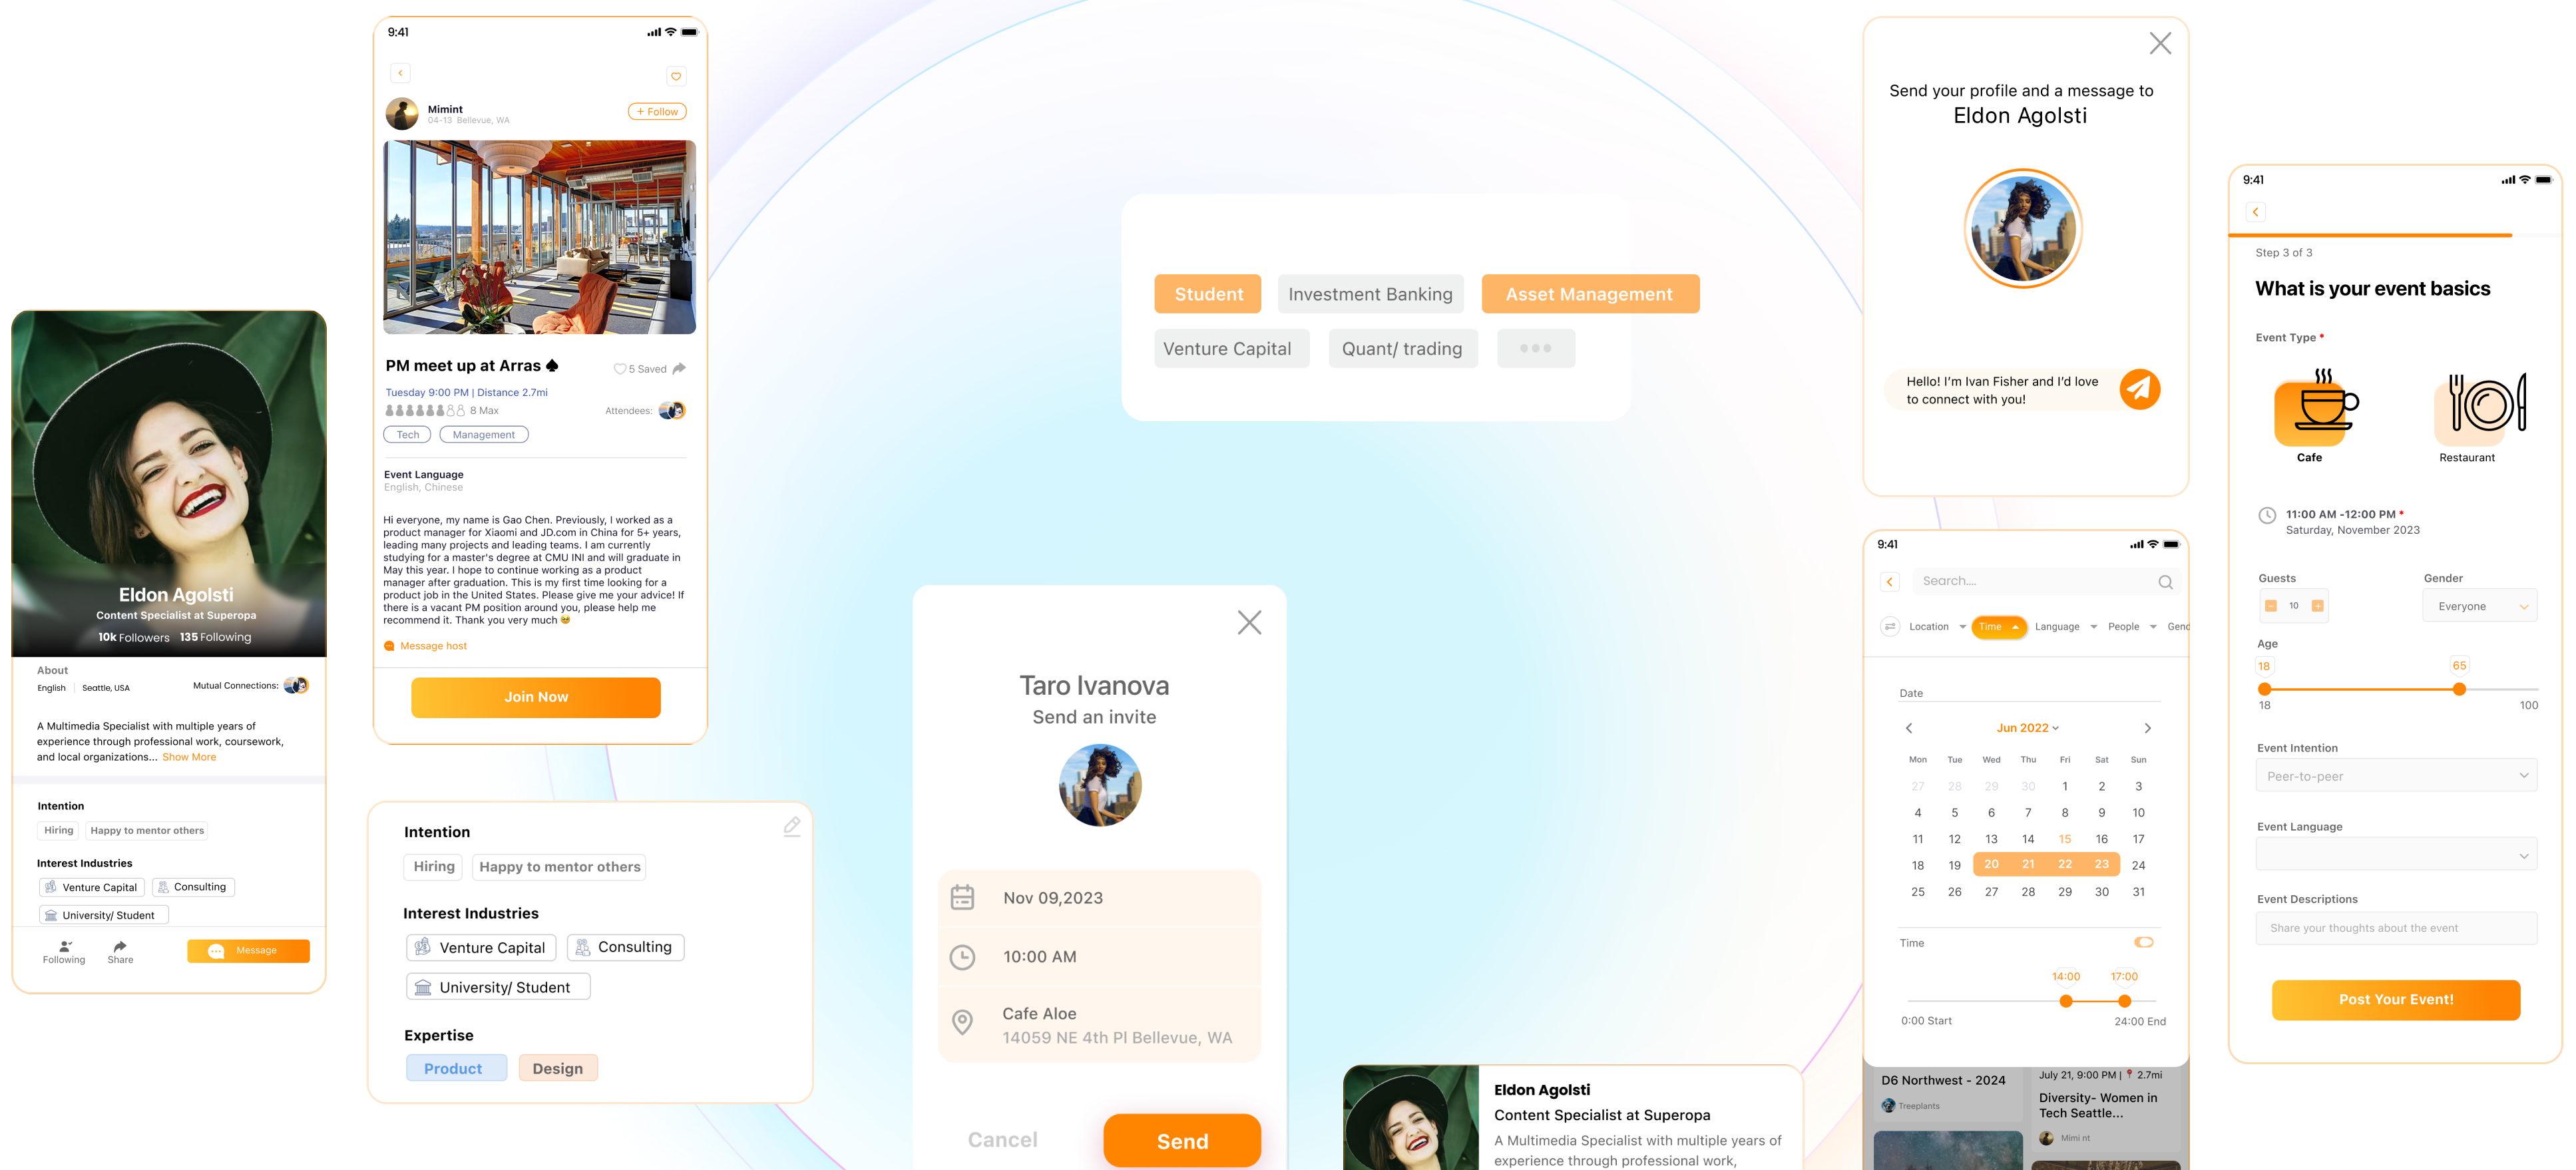 Eldon Agolsti
Content Specialist at Superopa
10k Followers 135 Following
About
English Seattle, USA
Mutual Connections:
A Multimedia Specialist with multiple years of
experience through professional work, coursework,
and local organizations... Show More
Intention
Hiring Happy to mentor others
Interest Industries
Venture Capital Consulting
University/ Student
Following Share Message
9:41
Mimint
04-13 Bellevue, WA
+ Follow
PM meet up at Arras ♠
5 Saved
Tuesday 9:00 PM | Distance 2.7mi
8 Max
Attendees:
Tech Management
Event Language
English, Chinese
Hi everyone, my name is Gao Chen. Previously, I worked as a
product manager for Xiaomi and JD.com in China for 5+ years,
leading many projects and leading teams. I am currently
studying for a master's degree at CMU INI and will graduate in
May this year. I hope to continue working as a product
manager after graduation. This is my first time looking for a
product job in the United States. Please give me your advice! If
there is a vacant PM position around you, please help me
recommend it. Thank you very much 🥹
Message host
Join Now
Intention
Hiring Happy to mentor others
Interest Industries
Venture Capital Consulting
University/ Student
Expertise
Product Design
Student Investment Banking Asset Management
Venture Capital Quant/ trading
Taro Ivanova
Send an invite
Nov 09,2023
10:00 AM
Cafe Aloe
14059 NE 4th Pl Bellevue, WA
Cancel Send
Eldon Agolsti
Content Specialist at Superopa
A Multimedia Specialist with multiple years of
experience through professional work,
Send your profile and a message to
Eldon Agolsti
Hello! I'm Ivan Fisher and I'd love
to connect with you!
9:41
Search....
Location Time Language People Gend
Date
Jun 2022
Mon Tue Wed Thu Fri Sat Sun
27 28 29 30 1 2 3
4 5 6 7 8 9 10
11 12 13 14 15 16 17
18 19 20 21 22 23 24
25 26 27 28 29 30 31
Time
14:00 17:00
0:00 Start 24:00 End
D6 Northwest - 2024
Treeplants
July 21, 9:00 PM | 📍 2.7mi
Diversity- Women in
Tech Seattle...
Mimi nt
9:41
Step 3 of 3
What is your event basics
Event Type *
Cafe Restaurant
11:00 AM -12:00 PM *
Saturday, November 2023
Guests Gender
10 Everyone
Age
18 65
18 100
Event Intention
Peer-to-peer
Event Language
Event Descriptions
Share your thoughts about the event
Post Your Event!